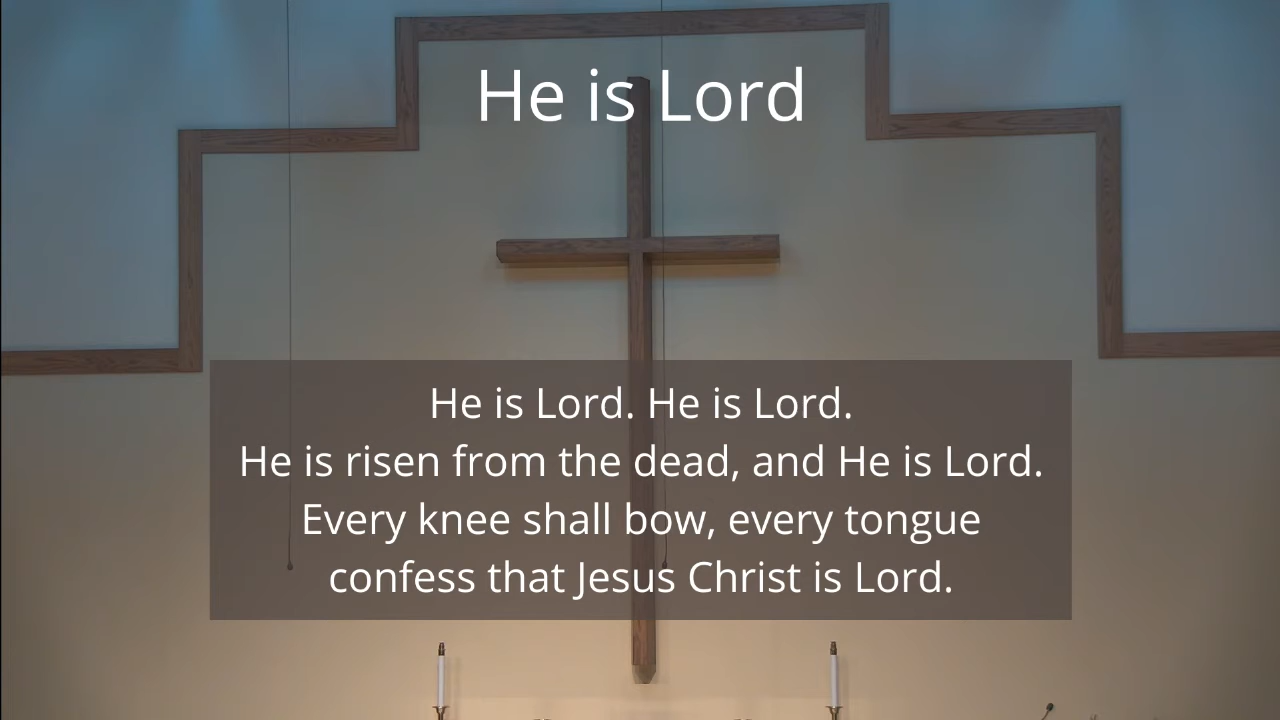 He is Lord
He is Lord. He is Lord.
He is risen from the dead, and He is Lord.
Every knee shall bow, every tongue
confess that Jesus Christ is Lord.